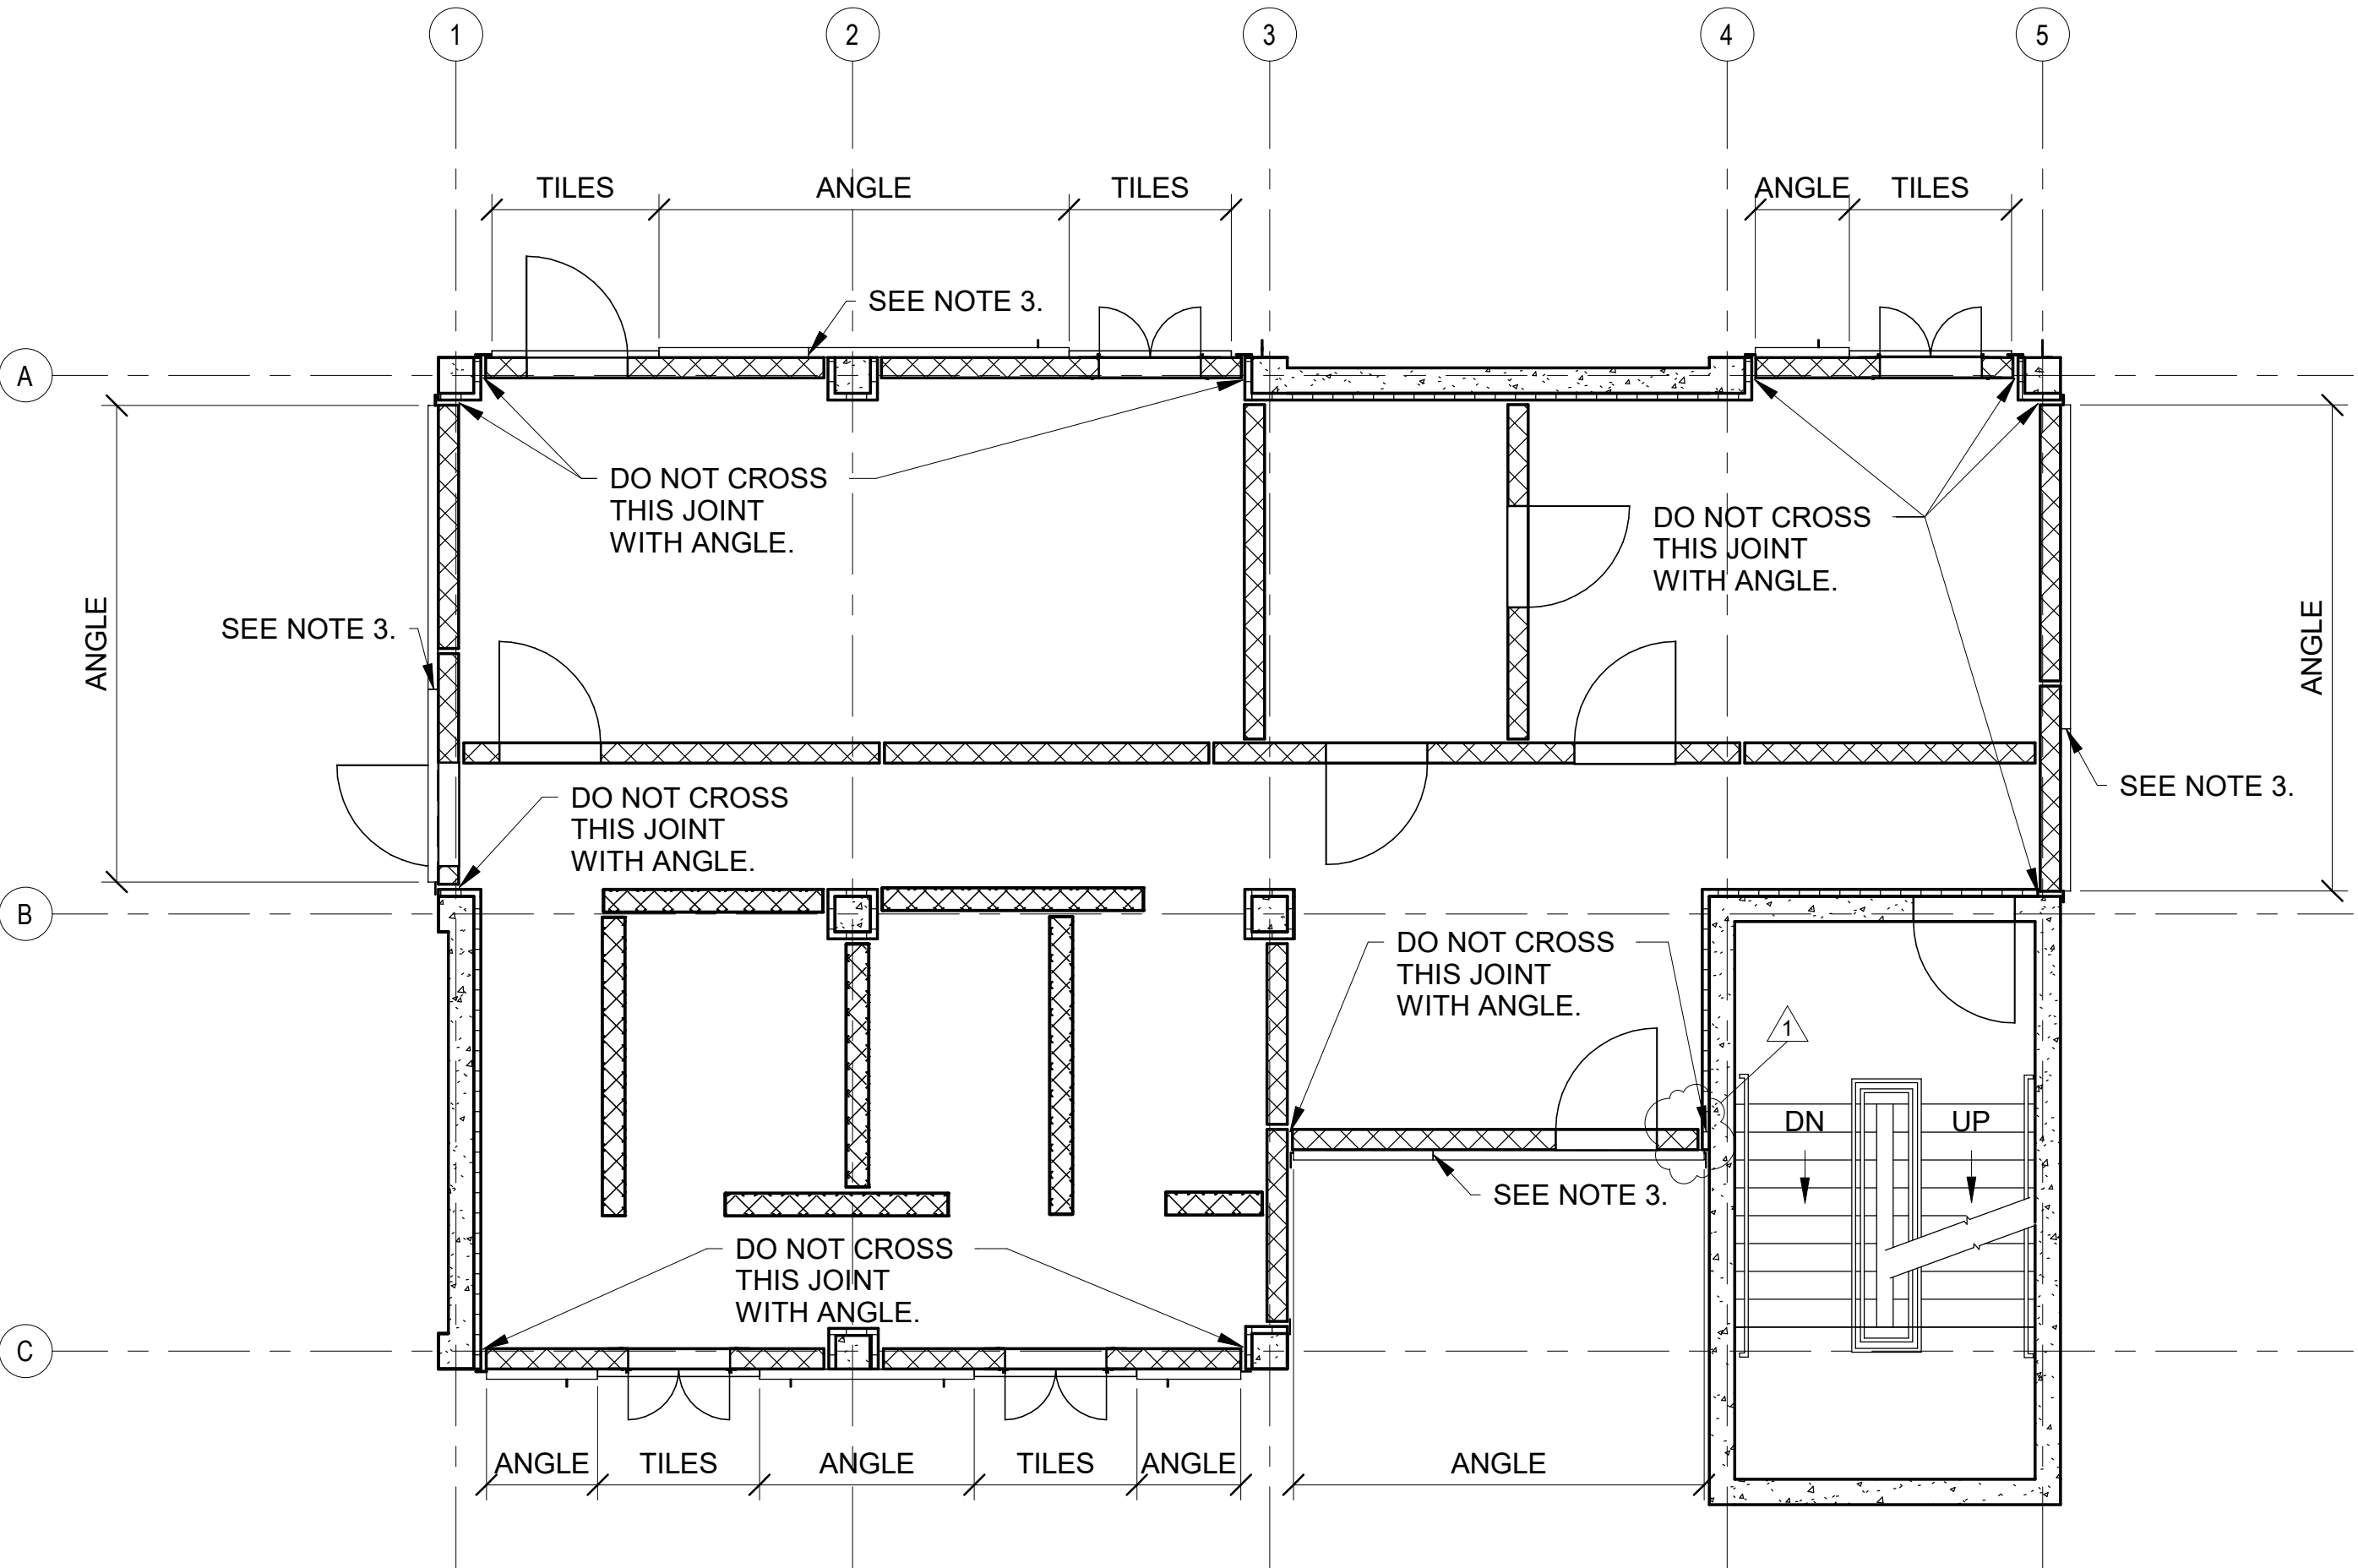 1 2 3 4 5
TILES ANGLE TILES ANGLE TILES
SEE NOTE 3.
A
DO NOT CROSS
THIS JOINT
WITH ANGLE.
DO NOT CROSS
THIS JOINT
WITH ANGLE.
ANGLE
SEE NOTE 3.
ANGLE
SEE NOTE 3.
DO NOT CROSS
THIS JOINT
WITH ANGLE.
B
DO NOT CROSS
THIS JOINT
WITH ANGLE.
1
DN UP
SEE NOTE 3.
DO NOT CROSS
THIS JOINT
WITH ANGLE.
C
ANGLE TILES ANGLE TILES ANGLE ANGLE